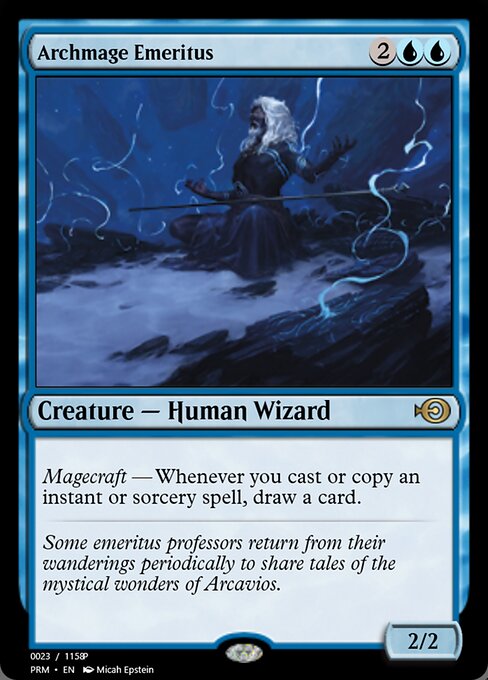 Archmage Emeritus 2
Creature — Human Wizard
Magecraft — Whenever you cast or copy an
instant or sorcery spell, draw a card.
Some emeritus professors return from their
wanderings periodically to share tales of the
mystical wonders of Arcavios.
2/2
0023 / 1158P
PRM • EN Micah Epstein